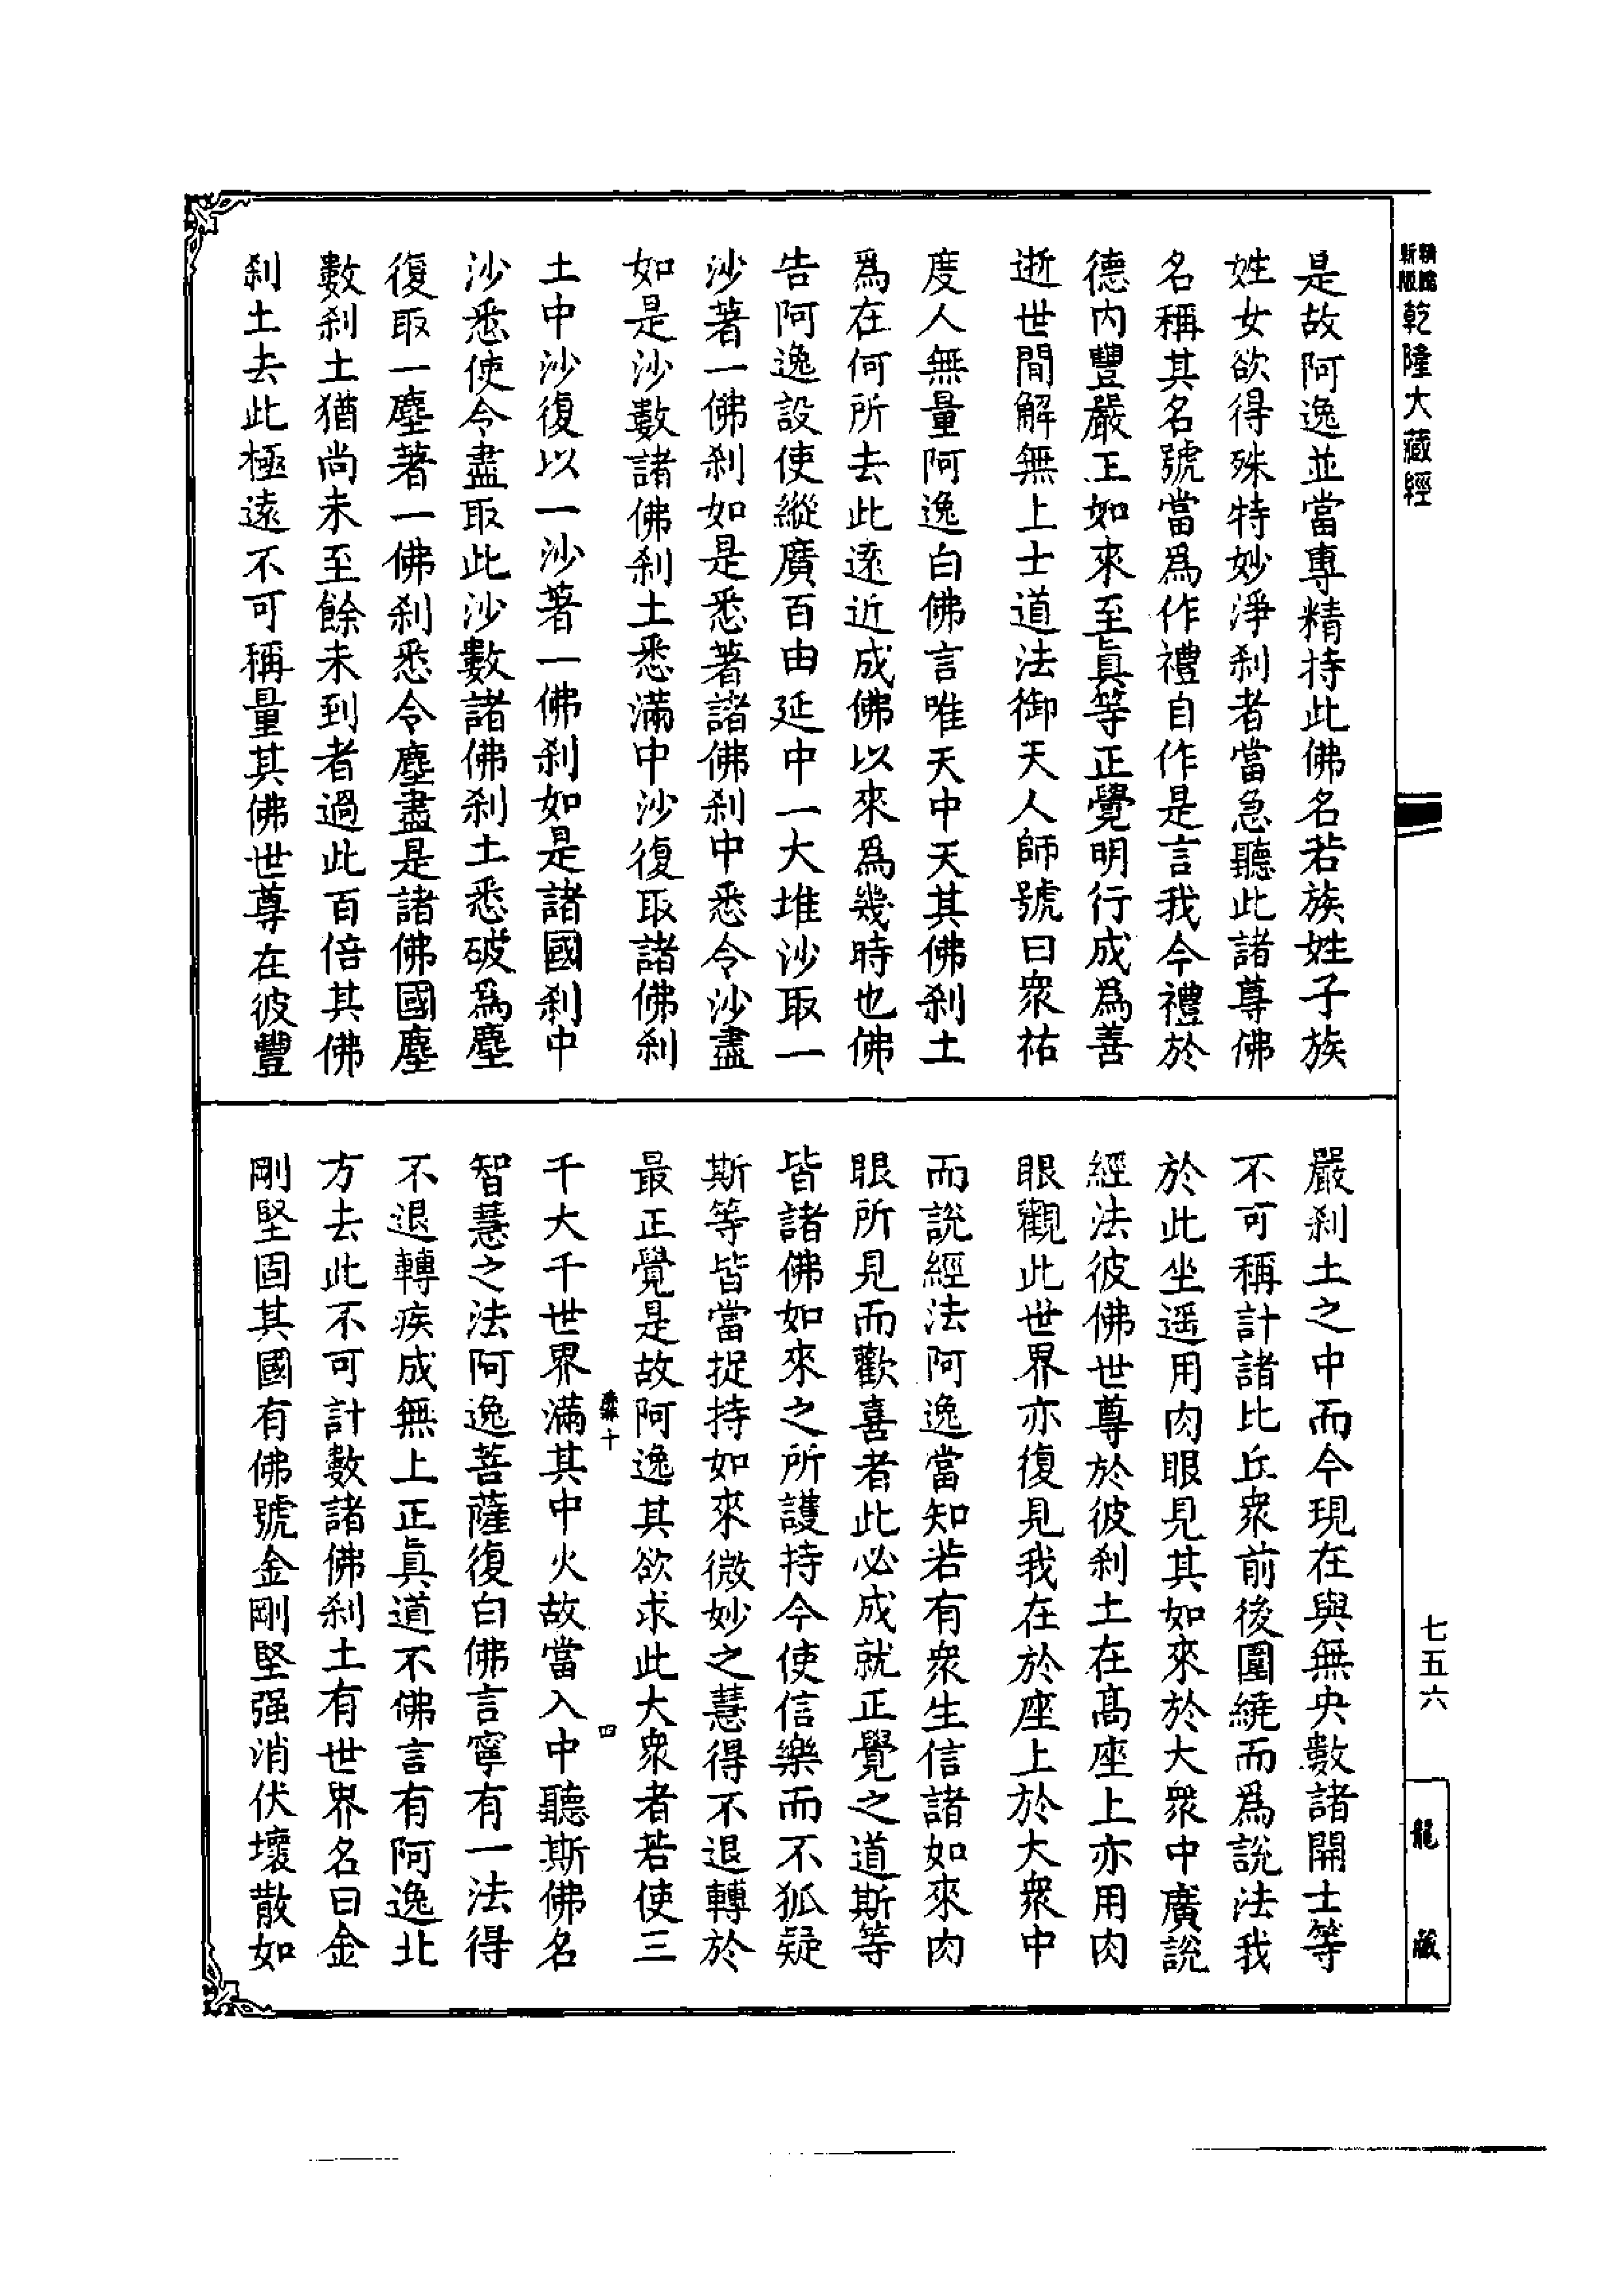 新版
精縮
乾隆大藏經
是故阿逸並當專精持此佛名若族姓子族
姓女欲得殊特妙淨剎者當急聽此諸尊佛
名稱其名號當爲作禮自作是言我今禮於
德内豐嚴王如來至眞等正覺明行成爲善
逝世間解無上士道法御天人師號曰衆祐
度人無量阿逸白佛言唯天中天其佛剎土
爲在何所去此遠近成佛以來爲幾時也佛
告阿逸設使縱廣百由延中一大堆沙取一
沙著一佛剎如是悉著諸佛剎中悉令沙盡
如是沙數諸佛剎土悉滿中沙復取諸佛剎
土中沙復以一沙著一佛剎如是諸國剎中
沙悉使令盡取此沙數諸佛剎土悉破爲塵
復取一塵著一佛剎悉令塵盡是諸佛國塵
數剎土猶尚未至餘未到者過此百倍其佛
剎土去此極遠不可稱量其佛世尊在彼豐
嚴剎土之中而今現在與無央數諸開士等
不可稱計諸比丘衆前後圍繞而爲說法我
於此坐遥用肉眼見其如來於大衆中廣說
經法彼佛世尊於彼剎土在高座上亦用肉
眼觀此世界亦復見我在於座上於大衆中
而說經法阿逸當知若有衆生信諸如來肉
眼所見而歡喜者此必成就正覺之道斯等
皆諸佛如來之所護持令使信樂而不狐疑
斯等皆當捉持如來微妙之慧得不退轉於
最正覺是故阿逸其欲求此大衆者若使三
十
四
千大千世界滿其中火故當入中聽斯佛名
智慧之法阿逸菩薩復白佛言寧有一法得
不退轉疾成無上正眞道不佛言有阿逸北
方去此不可計數諸佛剎土有世界名曰金
剛堅固其國有佛號金剛堅强消伏壞散如
七五六
龍藏